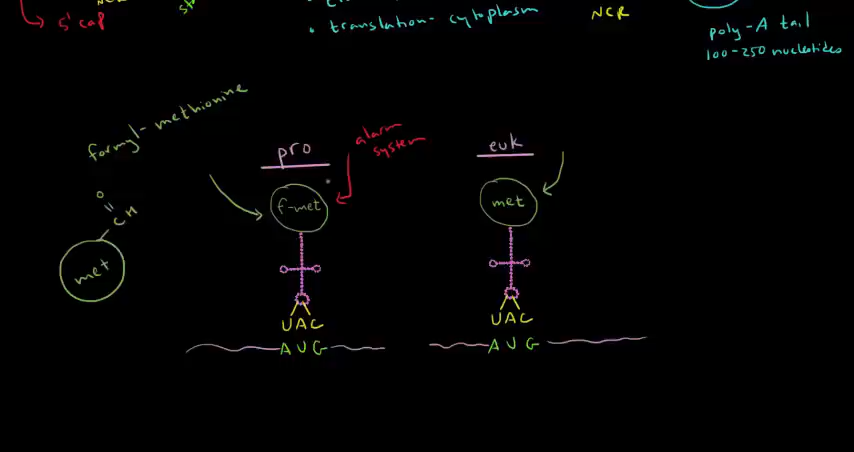 5' cap
• translation- cytoplasm
NCR
poly-A tail
100-250 nucleotides
formyl-methionine
pro
alarm
system
euk
O
CH
met
f-met
met
UAC
UAC
AUG
AUG